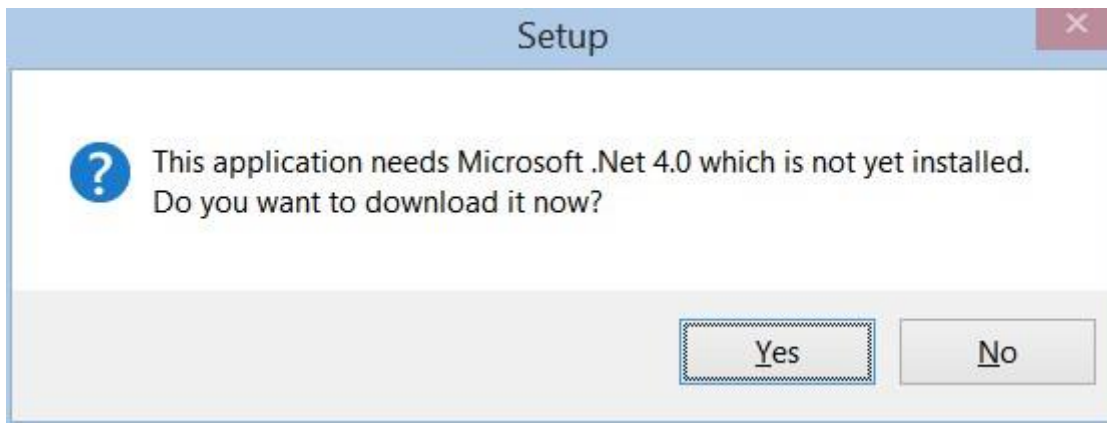 Setup
This application needs Microsoft .Net 4.0 which is not yet installed.
Do you want to download it now?
Yes
No